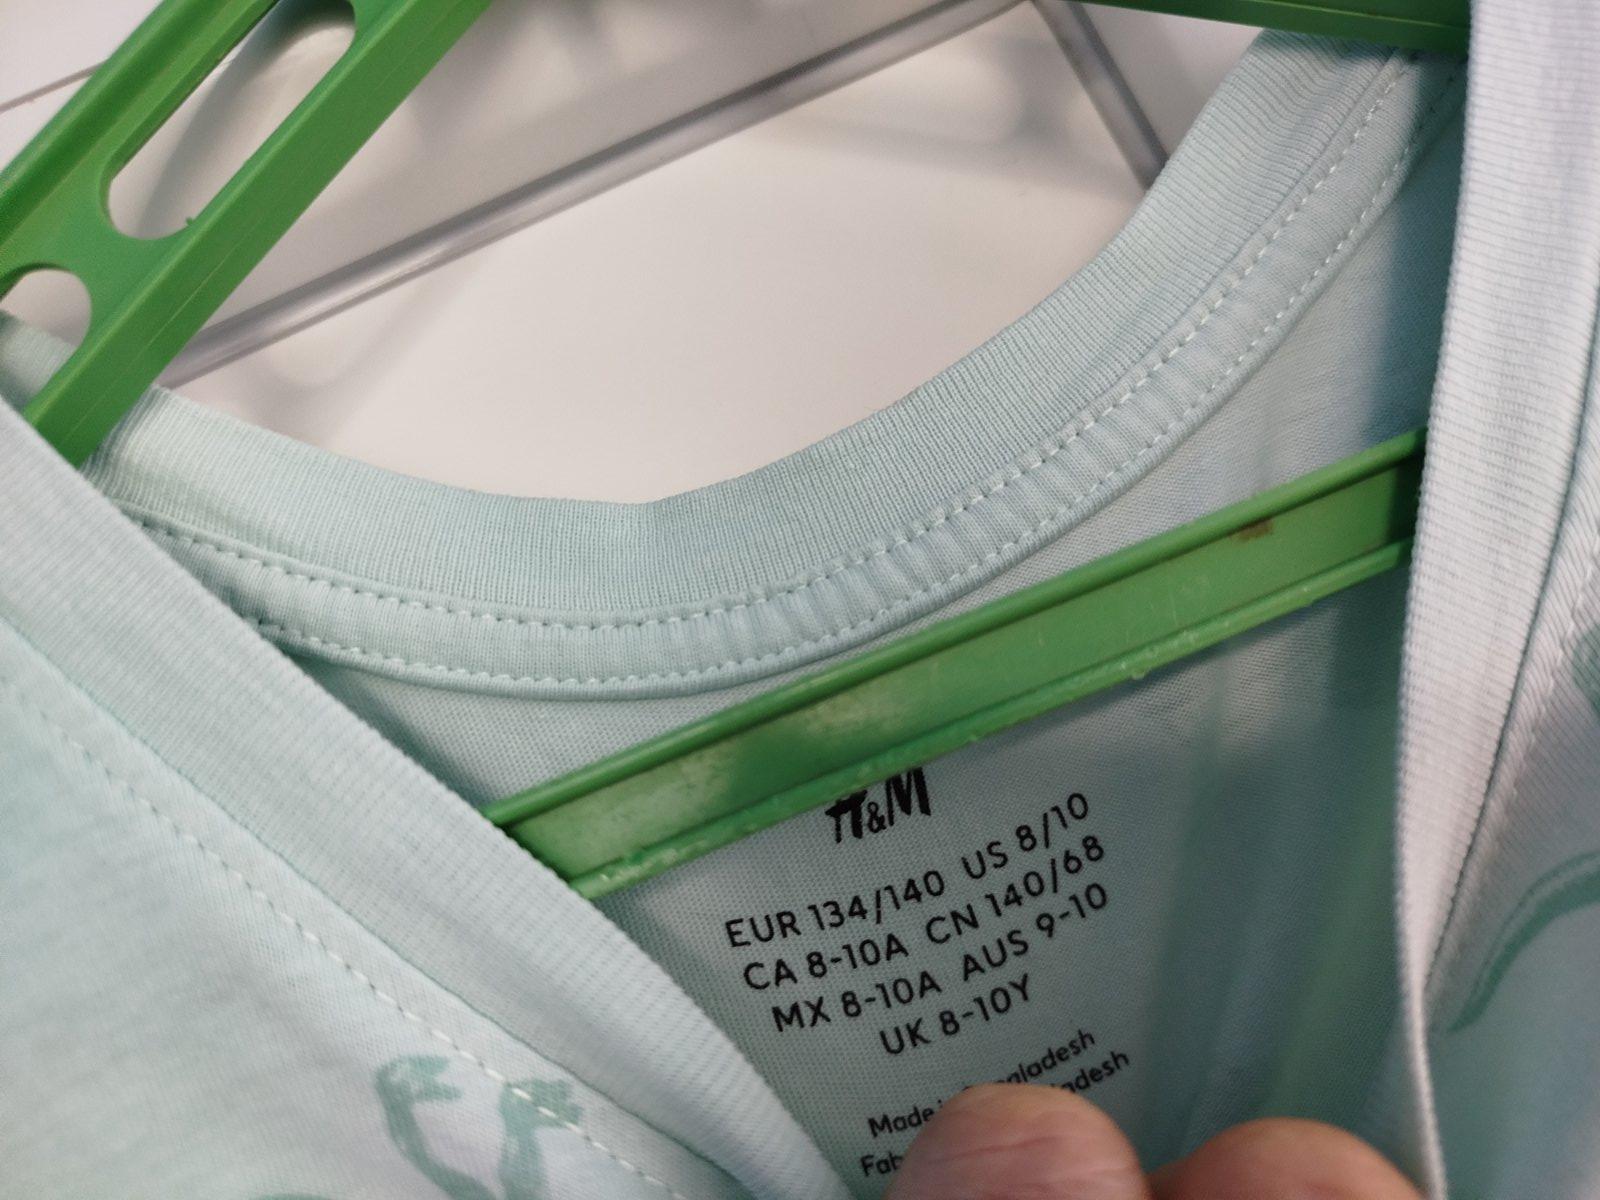 H&M
EUR 134/140 US 8/10
CA 8-10A CN 140/68
MX 8-10A AUS 9-10
UK 8-10Y
Made